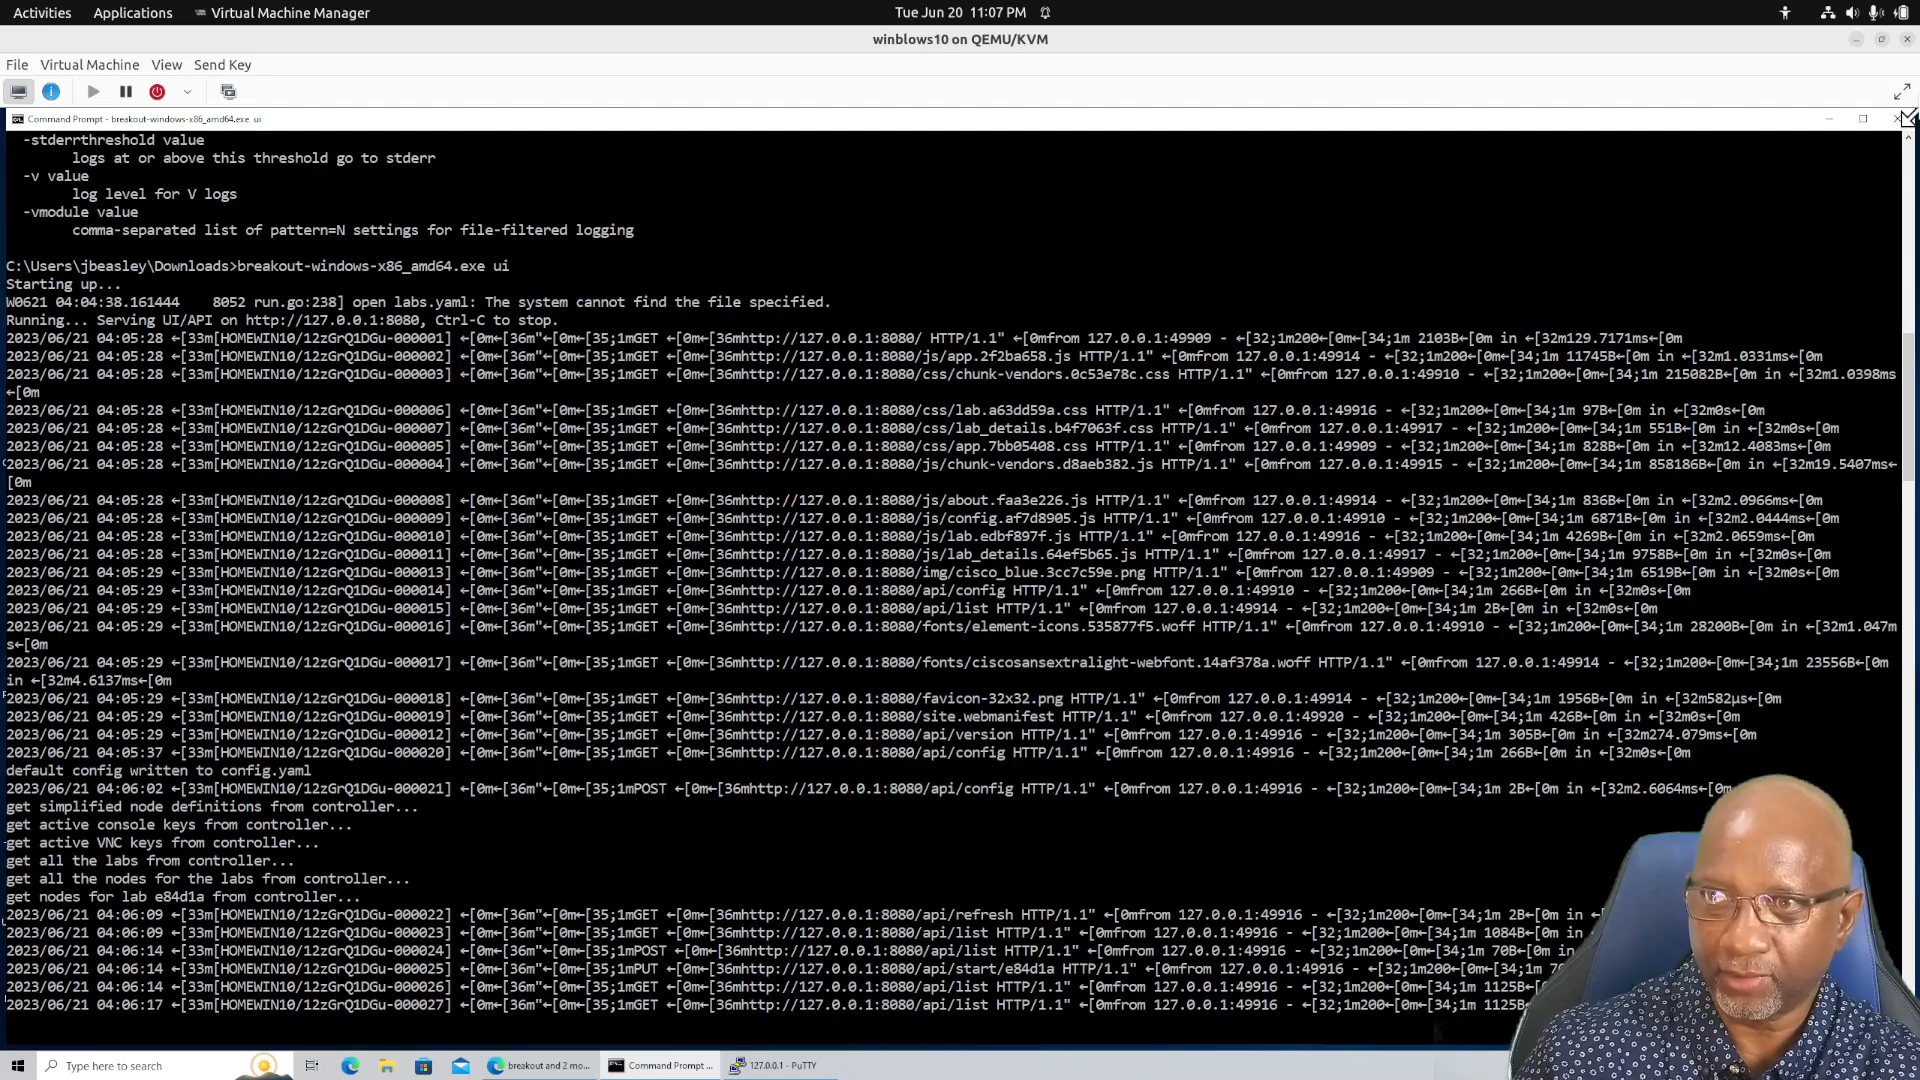 Activities Applications Virtual Machine Manager Tue Jun 20 11:07 PM
winblows10 on QEMU/KVM
File Virtual Machine View Send Key
Command Prompt - breakout-windows-x86_amd64.exe ui
-stderrthreshold value
logs at or above this threshold go to stderr
-v value
log level for V logs
-vmodule value
comma-separated list of pattern=N settings for file-filtered logging
C:\Users\jbeasley\Downloads>breakout-windows-x86_amd64.exe ui
Starting up...
W0621 04:04:38.161444 8052 run.go:238] open labs.yaml: The system cannot find the file specified.
Running... Serving UI/API on http://127.0.0.1:8080, Ctrl-C to stop.
2023/06/21 04:05:28 ←[33m[HOMEWIN10/12zGrQ1DGu-000001] ←[0m←[36m"←[0m←[35;1mGET ←[0m←[36mhttp://127.0.0.1:8080/ HTTP/1.1" ←[0mfrom 127.0.0.1:49909 - ←[32;1m200←[0m←[34;1m 2103B←[0m in ←[32m129.7171ms←[0m
2023/06/21 04:05:28 ←[33m[HOMEWIN10/12zGrQ1DGu-000002] ←[0m←[36m"←[0m←[35;1mGET ←[0m←[36mhttp://127.0.0.1:8080/js/app.2f2ba658.js HTTP/1.1" ←[0mfrom 127.0.0.1:49914 - ←[32;1m200←[0m←[34;1m 11745B←[0m in ←[32m1.0331ms←[0m
2023/06/21 04:05:28 ←[33m[HOMEWIN10/12zGrQ1DGu-000003] ←[0m←[36m"←[0m←[35;1mGET ←[0m←[36mhttp://127.0.0.1:8080/css/chunk-vendors.0c53e78c.css HTTP/1.1" ←[0mfrom 127.0.0.1:49910 - ←[32;1m200←[0m←[34;1m 215082B←[0m in ←[32m1.0398ms
←[0m
2023/06/21 04:05:28 ←[33m[HOMEWIN10/12zGrQ1DGu-000006] ←[0m←[36m"←[0m←[35;1mGET ←[0m←[36mhttp://127.0.0.1:8080/css/lab.a63dd59a.css HTTP/1.1" ←[0mfrom 127.0.0.1:49916 - ←[32;1m200←[0m←[34;1m 97B←[0m in ←[32m0s←[0m
2023/06/21 04:05:28 ←[33m[HOMEWIN10/12zGrQ1DGu-000007] ←[0m←[36m"←[0m←[35;1mGET ←[0m←[36mhttp://127.0.0.1:8080/css/lab_details.b4f7063f.css HTTP/1.1" ←[0mfrom 127.0.0.1:49917 - ←[32;1m200←[0m←[34;1m 551B←[0m in ←[32m0s←[0m
2023/06/21 04:05:28 ←[33m[HOMEWIN10/12zGrQ1DGu-000005] ←[0m←[36m"←[0m←[35;1mGET ←[0m←[36mhttp://127.0.0.1:8080/css/app.7bb05408.css HTTP/1.1" ←[0mfrom 127.0.0.1:49909 - ←[32;1m200←[0m←[34;1m 828B←[0m in ←[32m12.4083ms←[0m
2023/06/21 04:05:28 ←[33m[HOMEWIN10/12zGrQ1DGu-000004] ←[0m←[36m"←[0m←[35;1mGET ←[0m←[36mhttp://127.0.0.1:8080/js/chunk-vendors.d8aeb382.js HTTP/1.1" ←[0mfrom 127.0.0.1:49915 - ←[32;1m200←[0m←[34;1m 858186B←[0m in ←[32m19.5407ms←
[0m
2023/06/21 04:05:28 ←[33m[HOMEWIN10/12zGrQ1DGu-000008] ←[0m←[36m"←[0m←[35;1mGET ←[0m←[36mhttp://127.0.0.1:8080/js/about.faa3e226.js HTTP/1.1" ←[0mfrom 127.0.0.1:49914 - ←[32;1m200←[0m←[34;1m 836B←[0m in ←[32m2.0966ms←[0m
2023/06/21 04:05:28 ←[33m[HOMEWIN10/12zGrQ1DGu-000009] ←[0m←[36m"←[0m←[35;1mGET ←[0m←[36mhttp://127.0.0.1:8080/js/config.af7d8905.js HTTP/1.1" ←[0mfrom 127.0.0.1:49910 - ←[32;1m200←[0m←[34;1m 6871B←[0m in ←[32m2.0444ms←[0m
2023/06/21 04:05:28 ←[33m[HOMEWIN10/12zGrQ1DGu-000010] ←[0m←[36m"←[0m←[35;1mGET ←[0m←[36mhttp://127.0.0.1:8080/js/lab.edbf897f.js HTTP/1.1" ←[0mfrom 127.0.0.1:49916 - ←[32;1m200←[0m←[34;1m 4269B←[0m in ←[32m2.0659ms←[0m
2023/06/21 04:05:28 ←[33m[HOMEWIN10/12zGrQ1DGu-000011] ←[0m←[36m"←[0m←[35;1mGET ←[0m←[36mhttp://127.0.0.1:8080/js/lab_details.64ef5b65.js HTTP/1.1" ←[0mfrom 127.0.0.1:49917 - ←[32;1m200←[0m←[34;1m 9758B←[0m in ←[32m0s←[0m
2023/06/21 04:05:29 ←[33m[HOMEWIN10/12zGrQ1DGu-000013] ←[0m←[36m"←[0m←[35;1mGET ←[0m←[36mhttp://127.0.0.1:8080/img/cisco_blue.3cc7c59e.png HTTP/1.1" ←[0mfrom 127.0.0.1:49909 - ←[32;1m200←[0m←[34;1m 6519B←[0m in ←[32m0s←[0m
2023/06/21 04:05:29 ←[33m[HOMEWIN10/12zGrQ1DGu-000014] ←[0m←[36m"←[0m←[35;1mGET ←[0m←[36mhttp://127.0.0.1:8080/api/config HTTP/1.1" ←[0mfrom 127.0.0.1:49910 - ←[32;1m200←[0m←[34;1m 266B←[0m in ←[32m0s←[0m
2023/06/21 04:05:29 ←[33m[HOMEWIN10/12zGrQ1DGu-000015] ←[0m←[36m"←[0m←[35;1mGET ←[0m←[36mhttp://127.0.0.1:8080/api/list HTTP/1.1" ←[0mfrom 127.0.0.1:49914 - ←[32;1m200←[0m←[34;1m 2B←[0m in ←[32m0s←[0m
2023/06/21 04:05:29 ←[33m[HOMEWIN10/12zGrQ1DGu-000016] ←[0m←[36m"←[0m←[35;1mGET ←[0m←[36mhttp://127.0.0.1:8080/fonts/element-icons.535877f5.woff HTTP/1.1" ←[0mfrom 127.0.0.1:49910 - ←[32;1m200←[0m←[34;1m 28200B←[0m in ←[32m1.047m
s←[0m
2023/06/21 04:05:29 ←[33m[HOMEWIN10/12zGrQ1DGu-000017] ←[0m←[36m"←[0m←[35;1mGET ←[0m←[36mhttp://127.0.0.1:8080/fonts/ciscosansextralight-webfont.14af378a.woff HTTP/1.1" ←[0mfrom 127.0.0.1:49914 - ←[32;1m200←[0m←[34;1m 23556B←[0m
in ←[32m4.6137ms←[0m
2023/06/21 04:05:29 ←[33m[HOMEWIN10/12zGrQ1DGu-000018] ←[0m←[36m"←[0m←[35;1mGET ←[0m←[36mhttp://127.0.0.1:8080/favicon-32x32.png HTTP/1.1" ←[0mfrom 127.0.0.1:49914 - ←[32;1m200←[0m←[34;1m 1956B←[0m in ←[32m582µs←[0m
2023/06/21 04:05:29 ←[33m[HOMEWIN10/12zGrQ1DGu-000019] ←[0m←[36m"←[0m←[35;1mGET ←[0m←[36mhttp://127.0.0.1:8080/site.webmanifest HTTP/1.1" ←[0mfrom 127.0.0.1:49920 - ←[32;1m200←[0m←[34;1m 426B←[0m in ←[32m0s←[0m
2023/06/21 04:05:29 ←[33m[HOMEWIN10/12zGrQ1DGu-000012] ←[0m←[36m"←[0m←[35;1mGET ←[0m←[36mhttp://127.0.0.1:8080/api/version HTTP/1.1" ←[0mfrom 127.0.0.1:49916 - ←[32;1m200←[0m←[34;1m 305B←[0m in ←[32m274.079ms←[0m
2023/06/21 04:05:37 ←[33m[HOMEWIN10/12zGrQ1DGu-000020] ←[0m←[36m"←[0m←[35;1mGET ←[0m←[36mhttp://127.0.0.1:8080/api/config HTTP/1.1" ←[0mfrom 127.0.0.1:49916 - ←[32;1m200←[0m←[34;1m 266B←[0m in ←[32m0s←[0m
default config written to config.yaml
2023/06/21 04:06:02 ←[33m[HOMEWIN10/12zGrQ1DGu-000021] ←[0m←[36m"←[0m←[35;1mPOST ←[0m←[36mhttp://127.0.0.1:8080/api/config HTTP/1.1" ←[0mfrom 127.0.0.1:49916 - ←[32;1m200←[0m←[34;1m 2B←[0m in ←[32m2.6064ms←[0m
get simplified node definitions from controller...
get active console keys from controller...
get active VNC keys from controller...
get all the labs from controller...
get all the nodes for the labs from controller...
get nodes for lab e84d1a from controller...
2023/06/21 04:06:09 ←[33m[HOMEWIN10/12zGrQ1DGu-000022] ←[0m←[36m"←[0m←[35;1mGET ←[0m←[36mhttp://127.0.0.1:8080/api/refresh HTTP/1.1" ←[0mfrom 127.0.0.1:49916 - ←[32;1m200←[0m←[34;1m 2B←[0m in
2023/06/21 04:06:09 ←[33m[HOMEWIN10/12zGrQ1DGu-000023] ←[0m←[36m"←[0m←[35;1mGET ←[0m←[36mhttp://127.0.0.1:8080/api/list HTTP/1.1" ←[0mfrom 127.0.0.1:49916 - ←[32;1m200←[0m←[34;1m 1084B←[0m in
2023/06/21 04:06:14 ←[33m[HOMEWIN10/12zGrQ1DGu-000024] ←[0m←[36m"←[0m←[35;1mPOST ←[0m←[36mhttp://127.0.0.1:8080/api/list HTTP/1.1" ←[0mfrom 127.0.0.1:49916 - ←[32;1m200←[0m←[34;1m 70B←[0m in
2023/06/21 04:06:14 ←[33m[HOMEWIN10/12zGrQ1DGu-000025] ←[0m←[36m"←[0m←[35;1mPUT ←[0m←[36mhttp://127.0.0.1:8080/api/start/e84d1a HTTP/1.1" ←[0mfrom 127.0.0.1:49916 - ←[32;1m200←[0m←[34;1m
2023/06/21 04:06:14 ←[33m[HOMEWIN10/12zGrQ1DGu-000026] ←[0m←[36m"←[0m←[35;1mGET ←[0m←[36mhttp://127.0.0.1:8080/api/list HTTP/1.1" ←[0mfrom 127.0.0.1:49916 - ←[32;1m200←[0m←[34;1m 1125B←
2023/06/21 04:06:17 ←[33m[HOMEWIN10/12zGrQ1DGu-000027] ←[0m←[36m"←[0m←[35;1mGET ←[0m←[36mhttp://127.0.0.1:8080/api/list HTTP/1.1" ←[0mfrom 127.0.0.1:49916 - ←[32;1m200←[0m←[34;1m 1125B←
Type here to search breakout and 2 mo... Command Prompt ... 127.0.0.1 - PuTTY